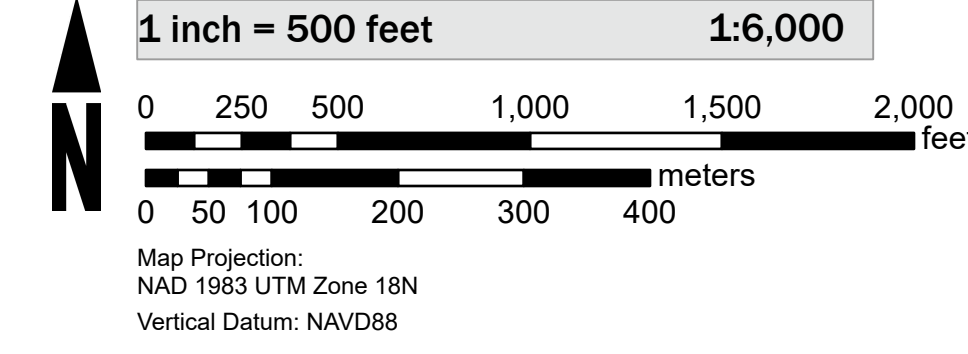 1 inch = 500 feet 1:6,000
0 250 500 1,000 1,500 2,000
feet
N
meters
0 50 100 200 300 400
Map Projection:
NAD 1983 UTM Zone 18N
Vertical Datum: NAVD88